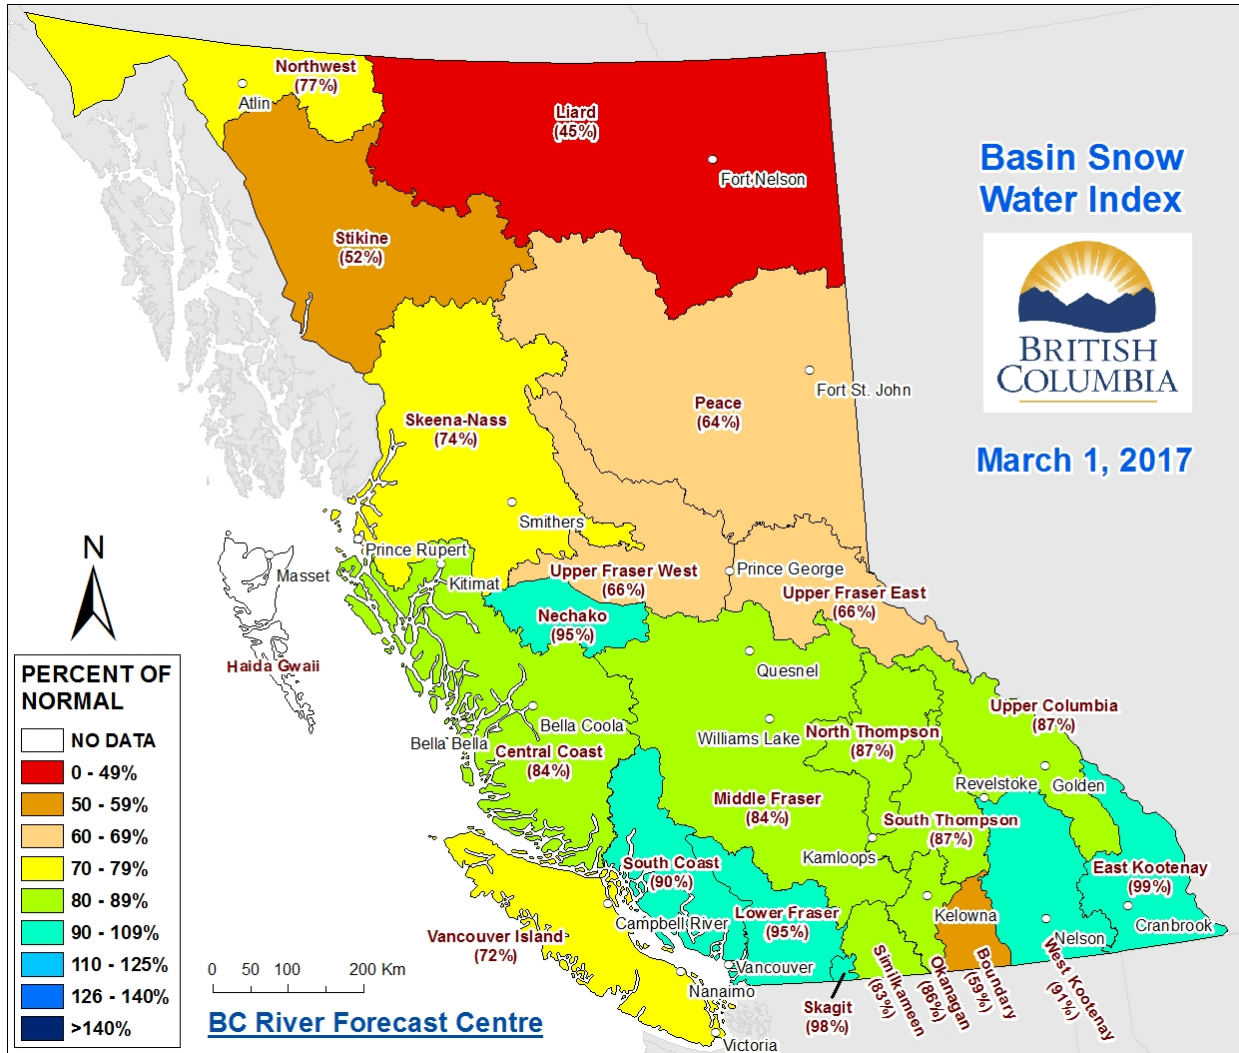 Northwest
(77%)
Atlin
Liard
(45%)
Fort Nelson
Basin Snow
Water Index
Stikine
(52%)
BRITISH
COLUMBIA
Fort St. John
Peace
(64%)
Skeena-Nass
(74%)
March 1, 2017
Smithers
N
Prince Rupert
Masset
Kitimat
Upper Fraser West
(66%)
Prince George
Upper Fraser East
(66%)
Nechako
(95%)
Haida Gwaii
Quesnel
PERCENT OF
NORMAL
NO DATA
0 - 49%
50 - 59%
60 - 69%
70 - 79%
80 - 89%
90 - 109%
110 - 125%
126 - 140%
>140%
Upper Columbia
(87%)
Bella Coola
Williams Lake
North Thompson
(87%)
Bella Bella
Central Coast
(84%)
Revelstoke
Golden
Middle Fraser
(84%)
South Thompson
(87%)
Kamloops
South Coast
(90%)
East Kootenay
(99%)
Lower Fraser
(95%)
Kelowna
Campbell River
Cranbrook
Vancouver Island
(72%)
Nelson
Vancouver
0 50 100 200 Km
Nanaimo
Skagit
(98%)
Similkameen
(83%)
Okanagan
(86%)
Boundary
(59%)
West Kootenay
(91%)
BC River Forecast Centre
Victoria